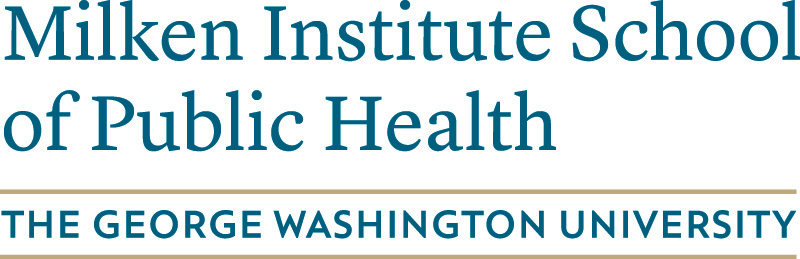 Milken Institute School
of Public Health
THE GEORGE WASHINGTON UNIVERSITY